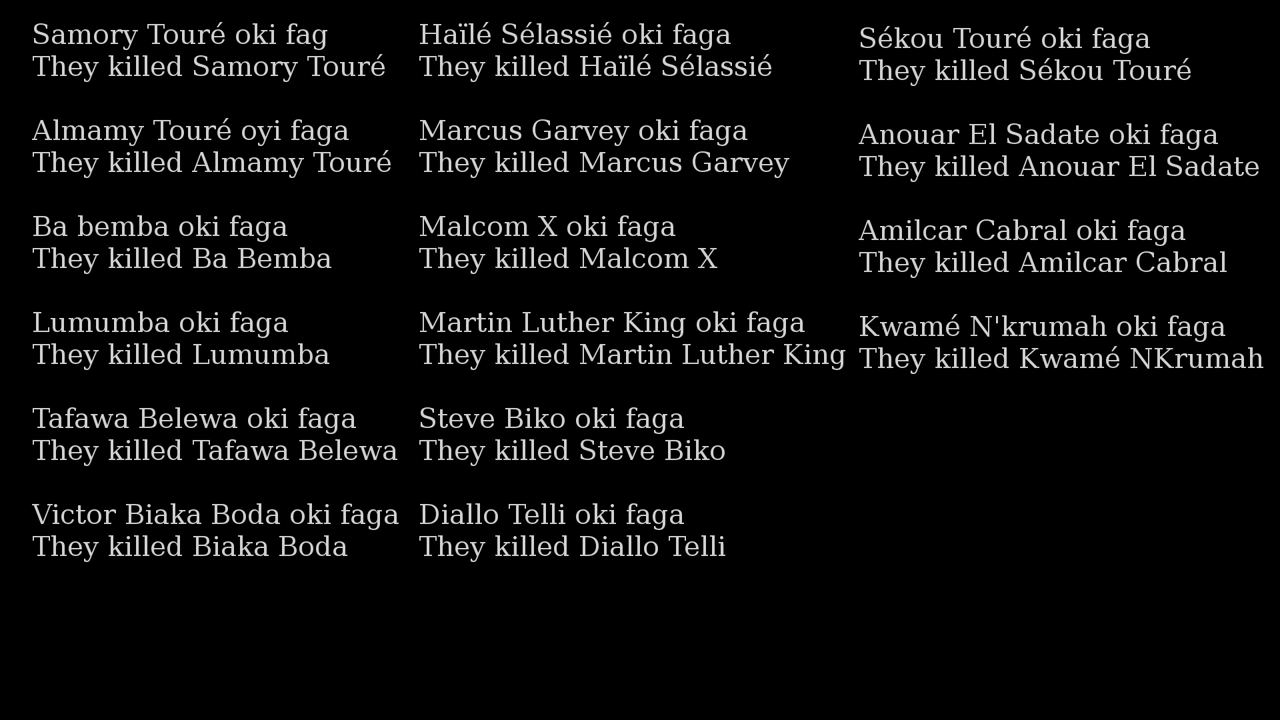 Samory Touré oki fag
They killed Samory Touré
Almamy Touré oyi faga
They killed Almamy Touré
Ba bemba oki faga
They killed Ba Bemba
Lumumba oki faga
They killed Lumumba
Tafawa Belewa oki faga
They killed Tafawa Belewa
Victor Biaka Boda oki faga
They killed Biaka Boda
Haïlé Sélassié oki faga
They killed Haïlé Sélassié
Marcus Garvey oki faga
They killed Marcus Garvey
Malcom X oki faga
They killed Malcom X
Martin Luther King oki faga
They killed Martin Luther King
Steve Biko oki faga
They killed Steve Biko
Diallo Telli oki faga
They killed Diallo Telli
Sékou Touré oki faga
They killed Sékou Touré
Anouar El Sadate oki faga
They killed Anouar El Sadate
Amilcar Cabral oki faga
They killed Amilcar Cabral
Kwamé N'krumah oki faga
They killed Kwamé NKrumah